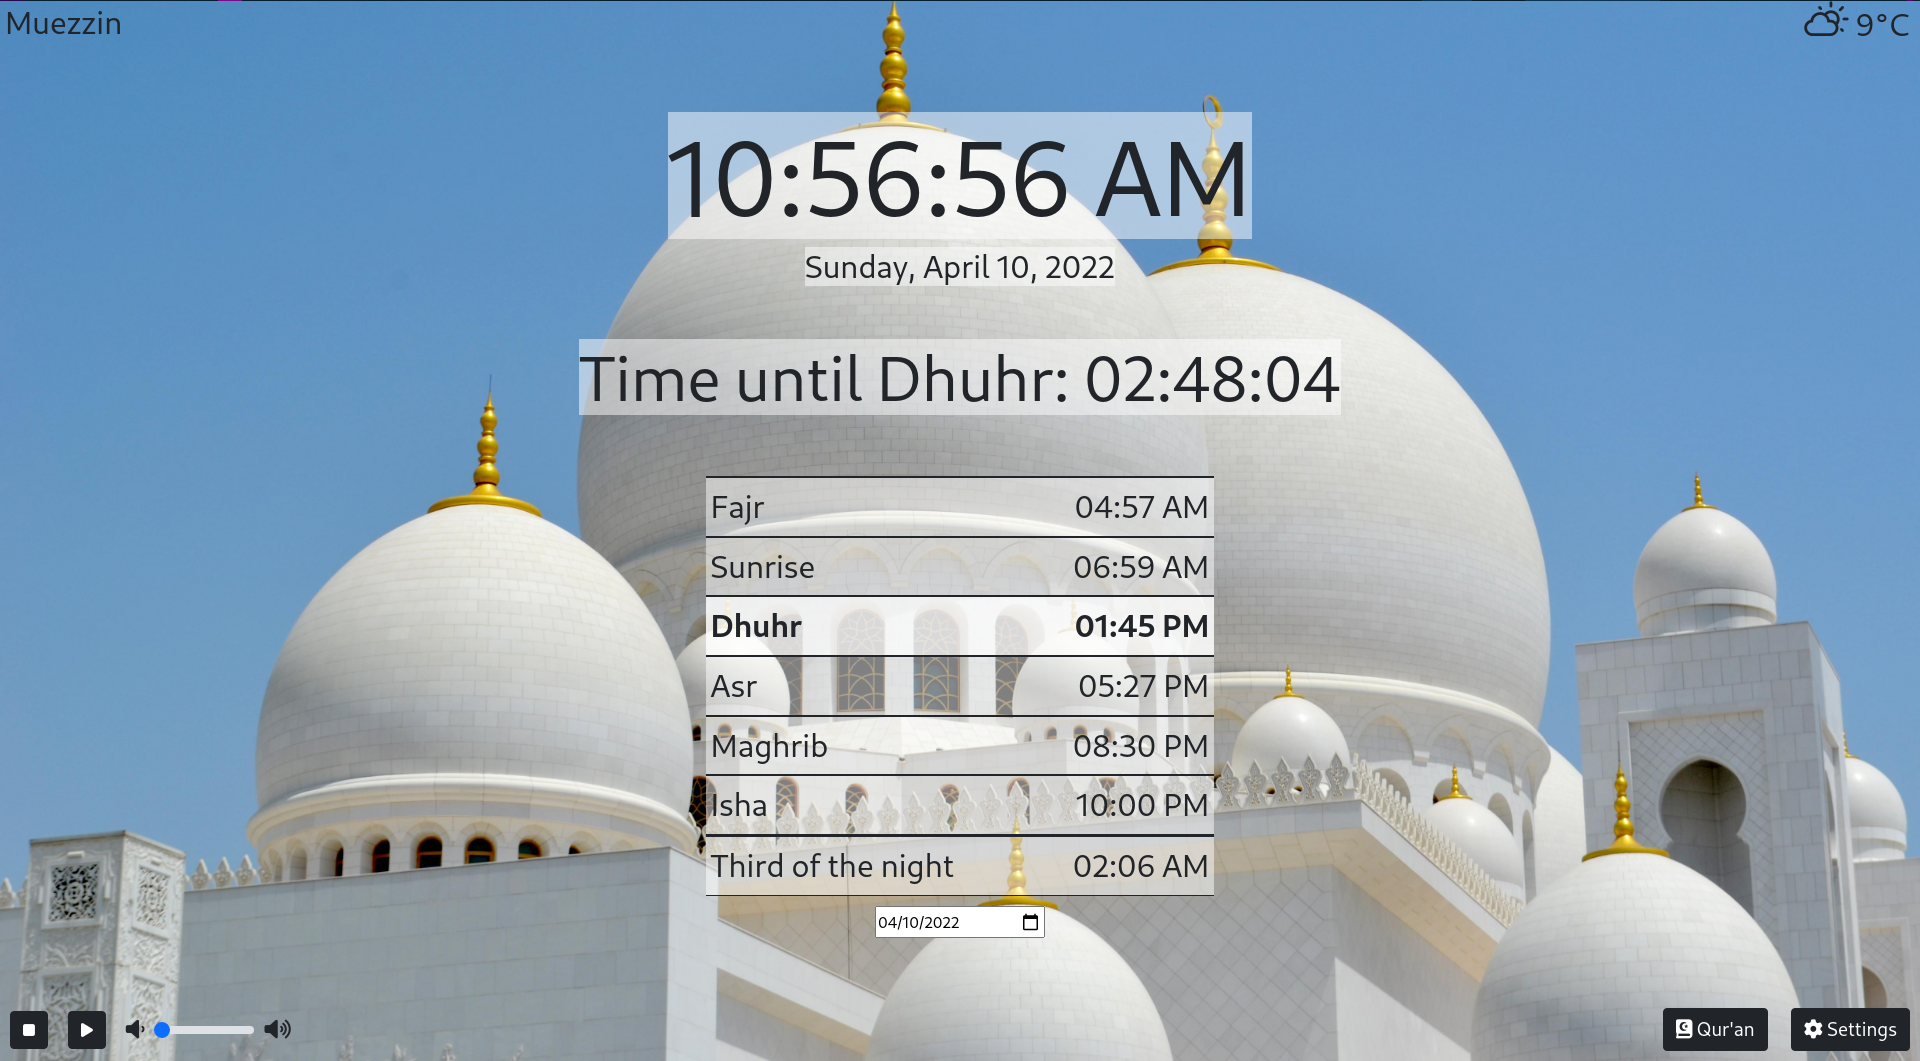 Muezzin
9°C
10:56:56 AM
Sunday, April 10, 2022
Time until Dhuhr: 02:48:04
Fajr 04:57 AM
Sunrise 06:59 AM
Dhuhr 01:45 PM
Asr 05:27 PM
Maghrib 08:30 PM
Isha 10:00 PM
Third of the night 02:06 AM
04/10/2022
Qur'an
Settings